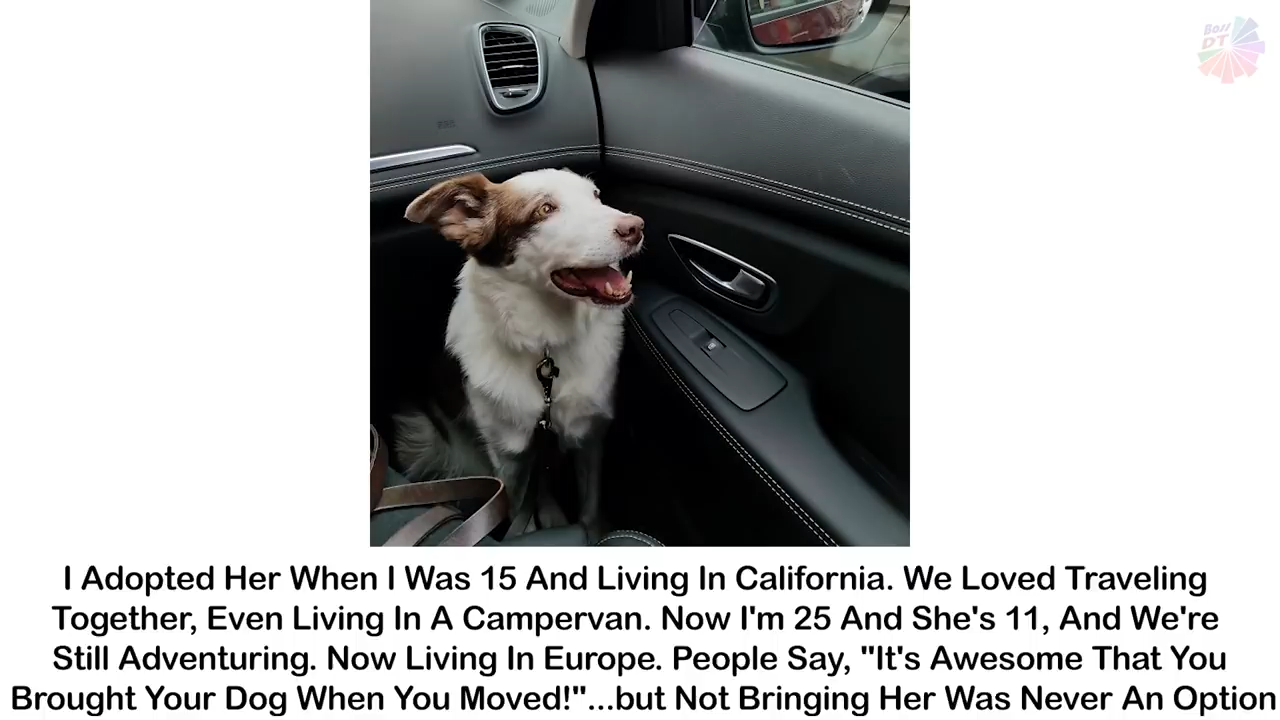 Boss
DT
I Adopted Her When I Was 15 And Living In California. We Loved Traveling
Together, Even Living In A Campervan. Now I'm 25 And She's 11, And We're
Still Adventuring. Now Living In Europe. People Say, "It's Awesome That You
Brought Your Dog When You Moved!"...but Not Bringing Her Was Never An Option